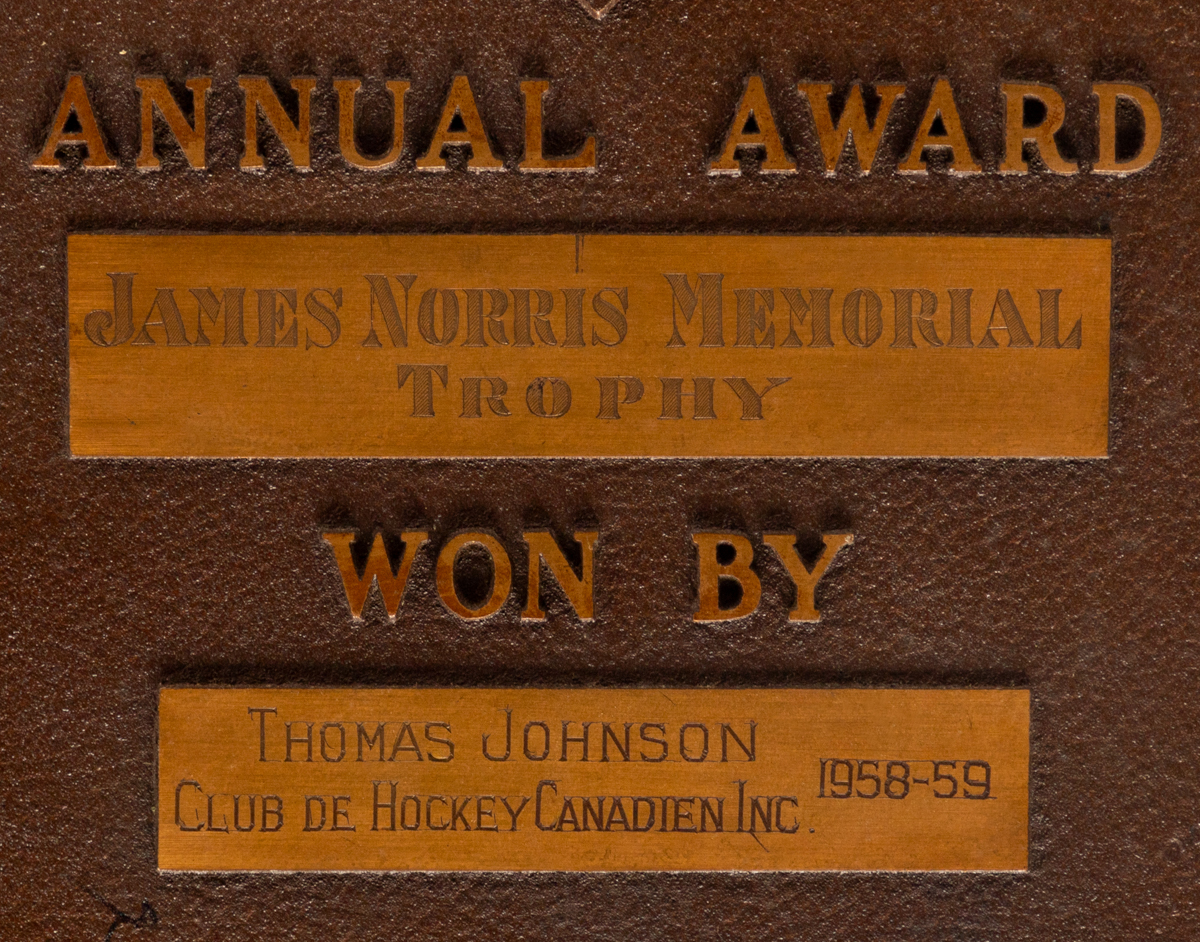 ANNUAL AWARD
JAMES NORRIS MEMORIAL
TROPHY
WON BY
THOMAS JOHNSON
CLUB DE HOCKEY CANADIEN INC.
1958-59